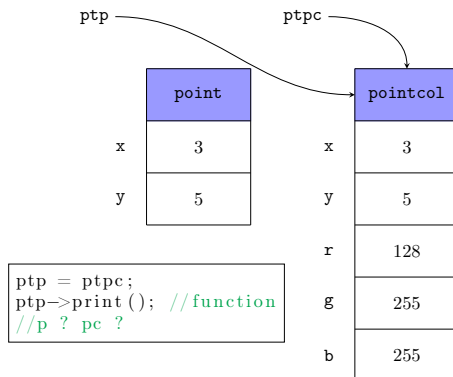 ptp
ptpc
point
pointcol
x 3
x 3
y 5
y 5
r 128
g 255
b 255
ptp = ptpc;
ptp->print(); //function
//p ? pc ?